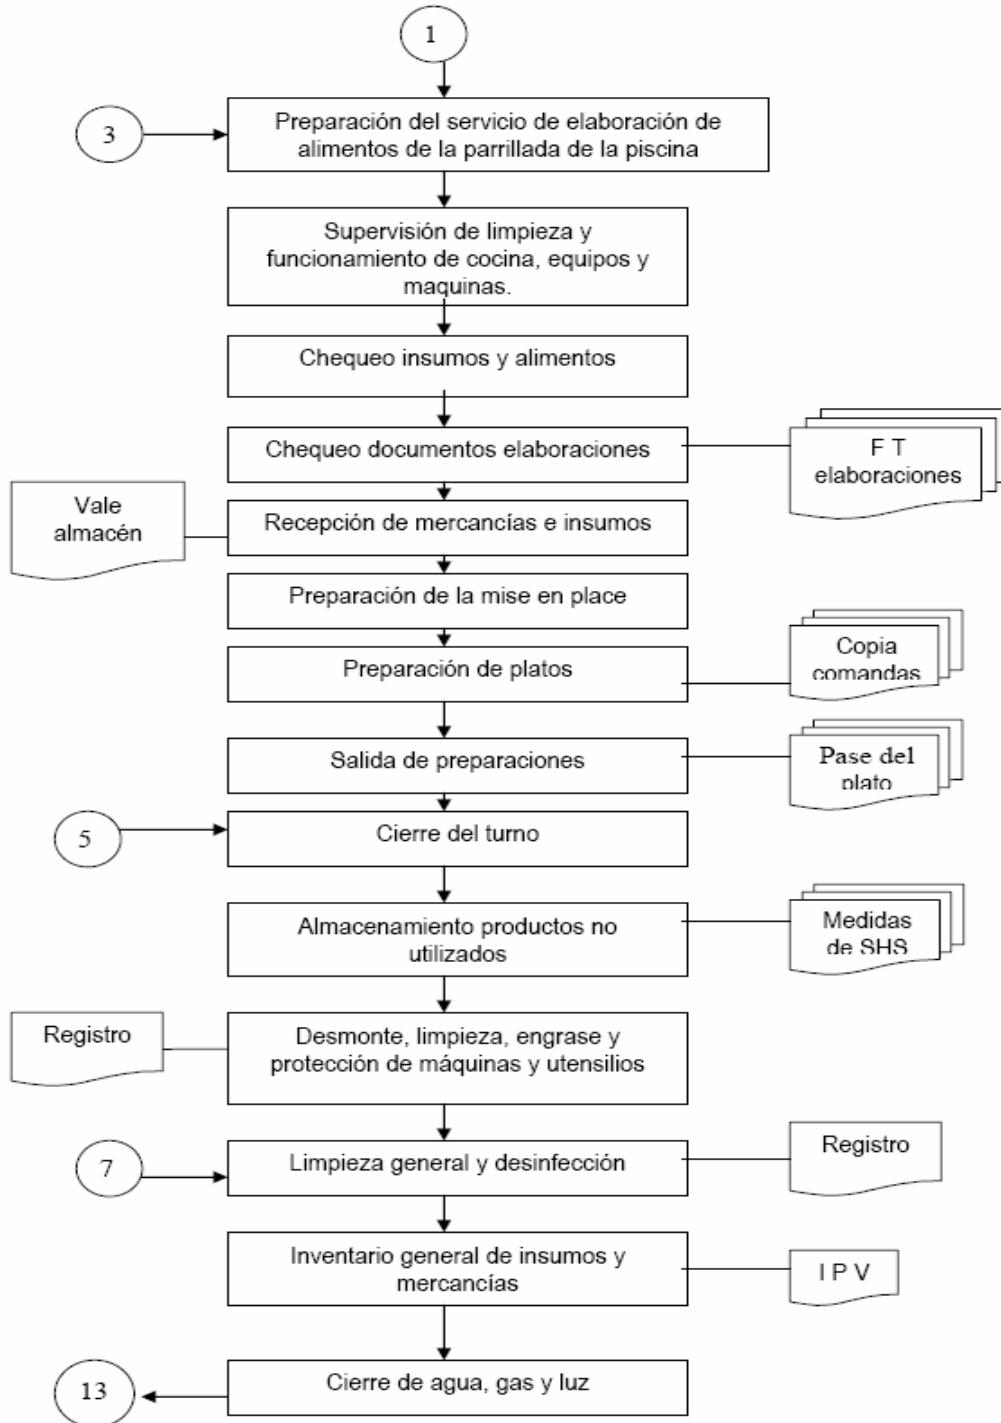 1
3
Preparación del servicio de elaboración de
alimentos de la parrillada de la piscina
Supervisión de limpieza y
funcionamiento de cocina, equipos y
maquinas.
Chequeo insumos y alimentos
Chequeo documentos elaboraciones
F T
elaboraciones
Vale
almacén
Recepción de mercancías e insumos
Preparación de la mise en place
Preparación de platos
Copia
comandas
Salida de preparaciones
Pase del
plato
5
Cierre del turno
Almacenamiento productos no
utilizados
Medidas
de SHS
Registro
Desmonte, limpieza, engrase y
protección de máquinas y utensilios
7
Limpieza general y desinfección
Registro
Inventario general de insumos y
mercancías
I P V
13
Cierre de agua, gas y luz